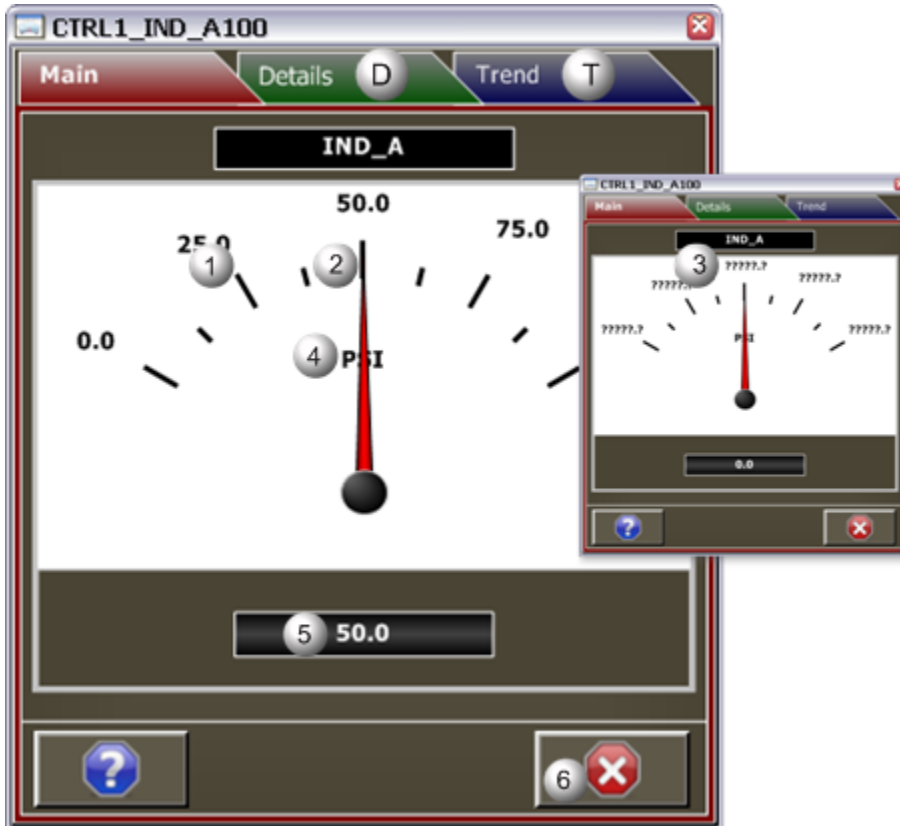 CTRL1_IND_A100
Main Details D Trend T
IND_A
50.0
25.0 75.0
1 2
0.0
4 PSI
5 50.0
? 6
CTRL1_IND_A100
Main Details Trend
IND_A
3 ?????.?
?????.? ?????.?
?????.? ?????.?
PSI
0.0
?